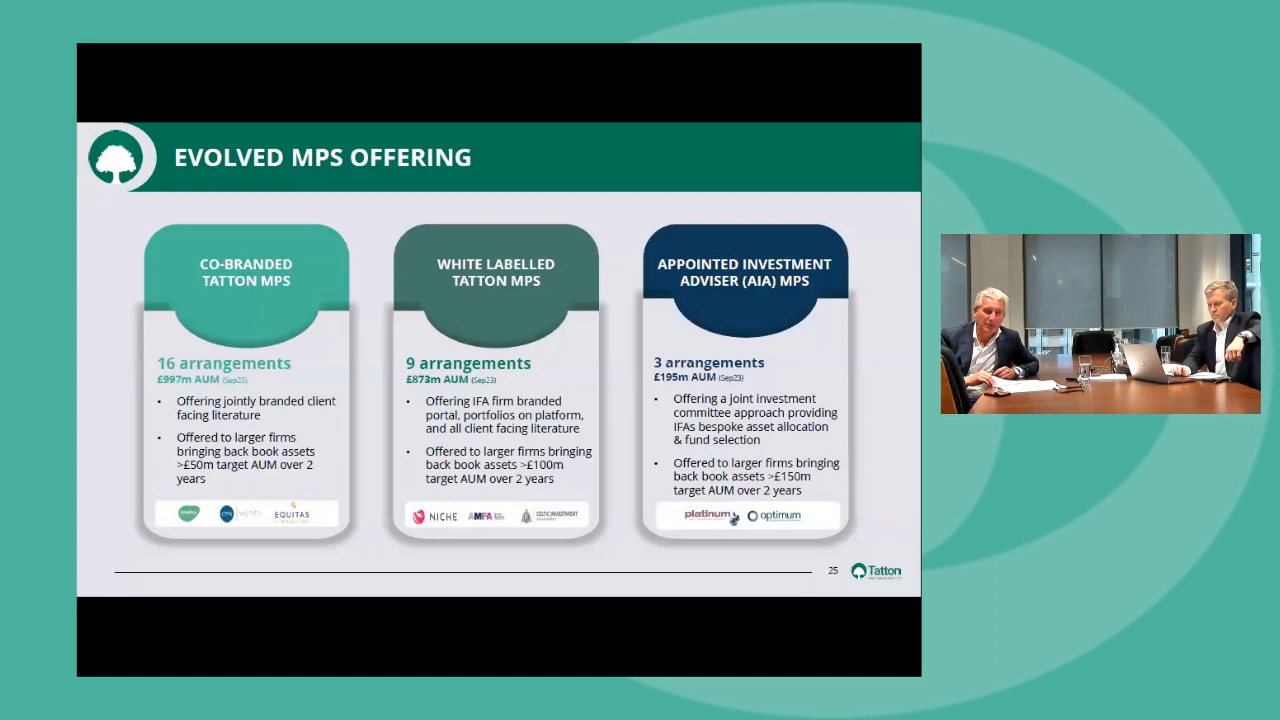 EVOLVED MPS OFFERING
CO-BRANDED
TATTON MPS
16 arrangements
£997m AUM (Sep23)
• Offering jointly branded client
facing literature
• Offered to larger firms
bringing back book assets
>£50m target AUM over 2
years
EQUITAS
WHITE LABELLED
TATTON MPS
9 arrangements
£873m AUM (Sep23)
• Offering IFA firm branded
portal, portfolios on platform,
and all client facing literature
• Offered to larger firms bringing
back book assets >£100m
target AUM over 2 years
NICHE
AMFA
CELTIC INVESTMENT
APPOINTED INVESTMENT
ADVISER (AIA) MPS
3 arrangements
£195m AUM (Sep23)
• Offering a joint investment
committee approach providing
IFAs bespoke asset allocation
& fund selection
• Offered to larger firms bringing
back book assets >£150m
target AUM over 2 years
platinum
optimum
25
Tatton